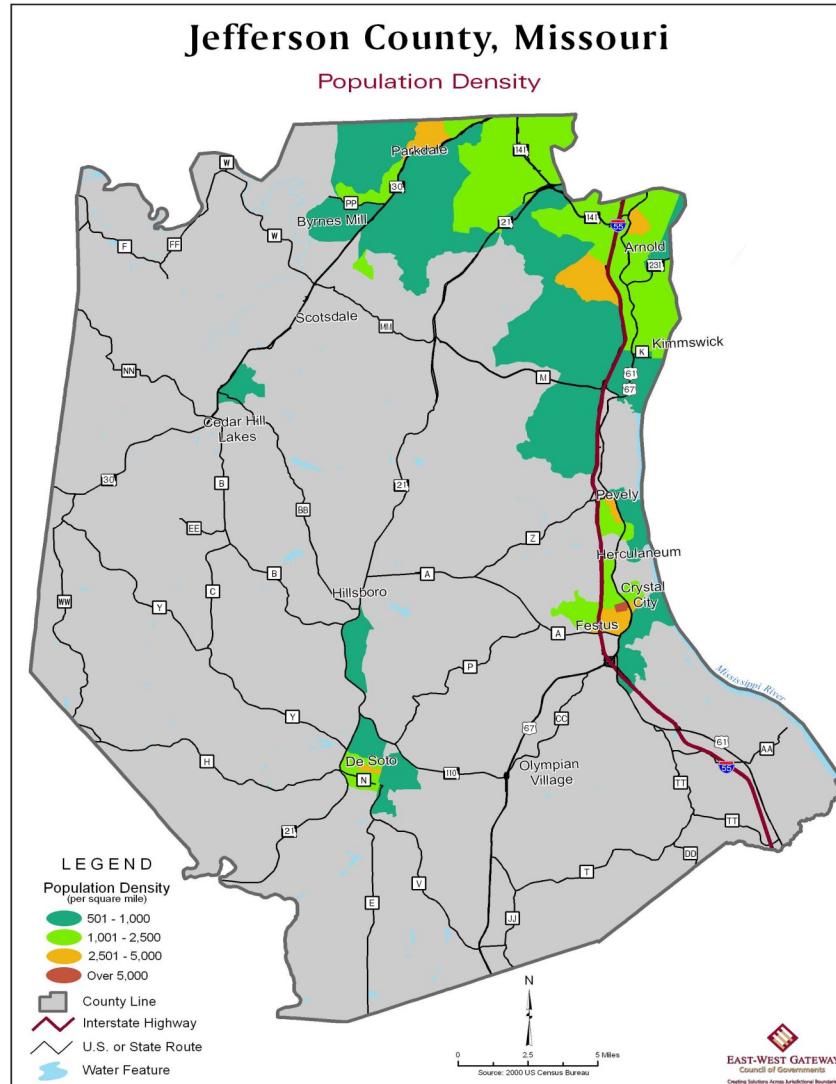 Jefferson County, Missouri
Population Density
W
141
Parkdale
30
PP
Byrnes Mill
21
141
55
Arnold
231
F
FF
W
Scotsdale
MM
Kimmswick
K
61
67
M
NN
Cedar Hill
Lakes
30
B
21
BB
Pevely
EE
Z
Herculaneum
C
B
Hillsboro
A
Crystal
City
WW
Y
Festus
A
P
Mississippi River
Y
67
CC
61
AA
H
De Soto
N
110
Olympian
Village
55
TT
TT
21
DD
T
V
E
JJ
LEGEND
Population Density
(per square mile)
501 - 1,000
1,001 - 2,500
2,501 - 5,000
Over 5,000
County Line
Interstate Highway
U.S. or State Route
Water Feature
N
0 2.5 5 Miles
Source: 2000 US Census Bureau
EAST-WEST GATEWAY
Council of Governments
Creating Solutions Across Jurisdictional Boundaries